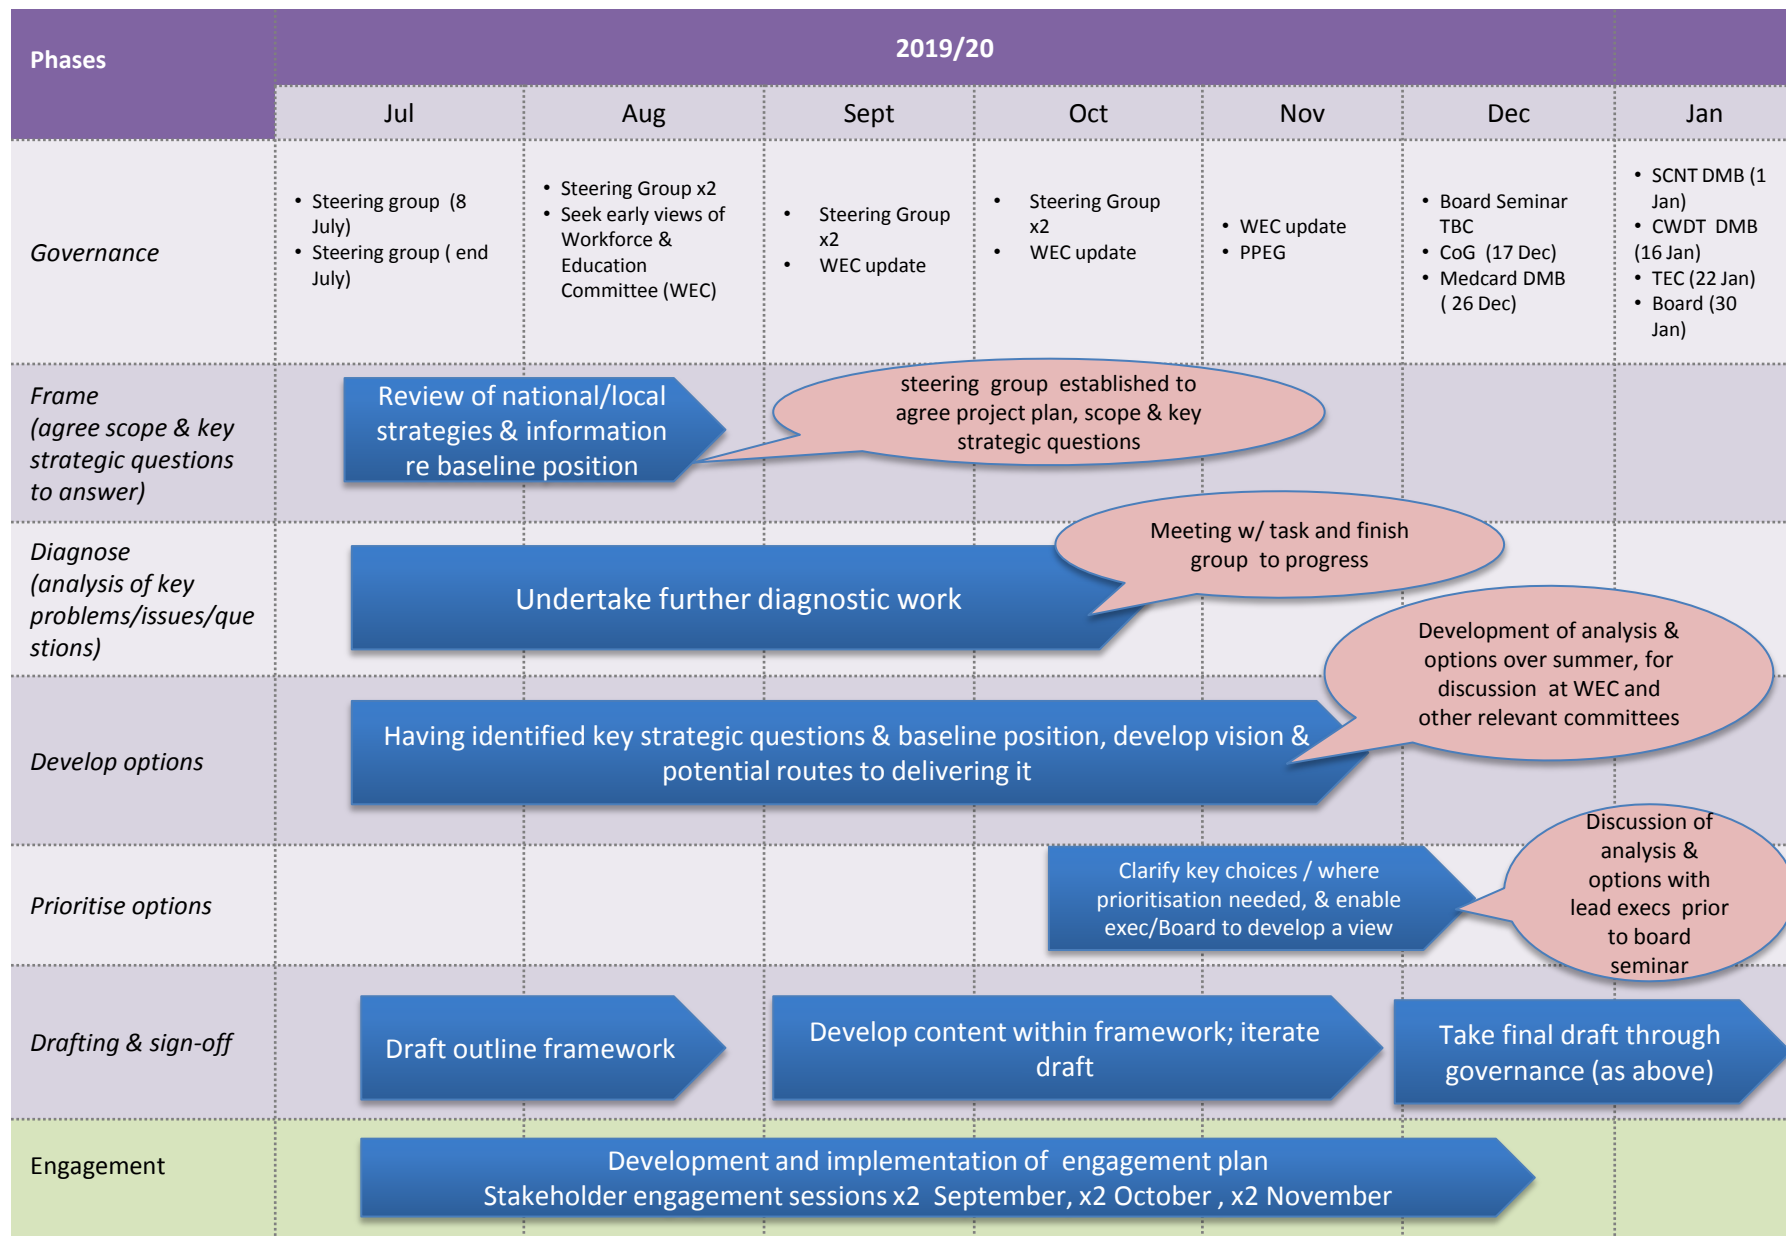 Phases
2019/20
Jul
Aug
Sept
Oct
Nov
Dec
Jan
Governance
• Steering group (8
July)
• Steering group ( end
July)
• Steering Group x2
• Seek early views of
Workforce &
Education
Committee (WEC)
• Steering Group
x2
• WEC update
• Steering Group
x2
• WEC update
• WEC update
• PPEG
• Board Seminar
TBC
• CoG (17 Dec)
• Medcard DMB
( 26 Dec)
• SCNT DMB (1
Jan)
• CWDT DMB
(16 Jan)
• TEC (22 Jan)
• Board (30
Jan)
Frame
(agree scope & key
strategic questions
to answer)
Review of national/local
strategies & information
re baseline position
steering group established to
agree project plan, scope & key
strategic questions
Diagnose
(analysis of key
problems/issues/que
stions)
Undertake further diagnostic work
Meeting w/ task and finish
group to progress
Develop options
Having identified key strategic questions & baseline position, develop vision &
potential routes to delivering it
Development of analysis &
options over summer, for
discussion at WEC and
other relevant committees
Prioritise options
Clarify key choices / where
prioritisation needed, & enable
exec/Board to develop a view
Discussion of
analysis &
options with
lead execs prior
to board
seminar
Drafting & sign-off
Draft outline framework
Develop content within framework; iterate
draft
Take final draft through
governance (as above)
Engagement
Development and implementation of engagement plan
Stakeholder engagement sessions x2 September, x2 October , x2 November